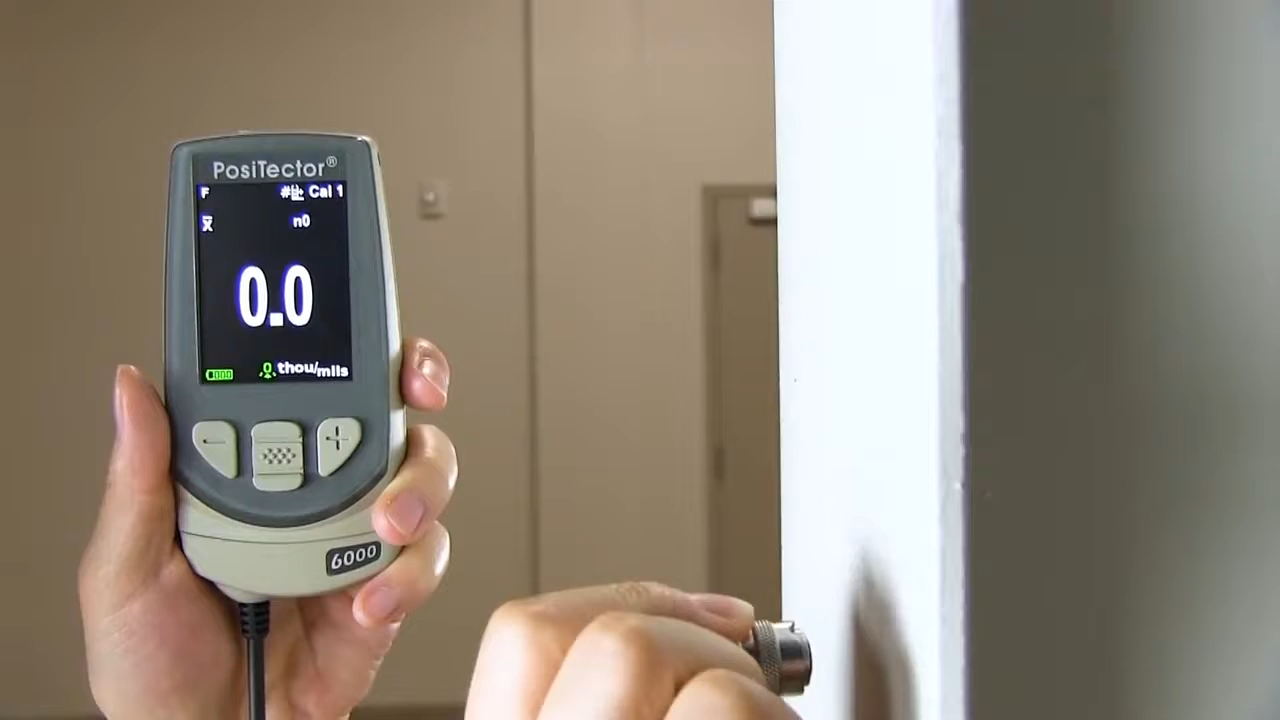 PosiTector®
F # Cal 1
x̅ n0
0.0
thou/mils
- +
6000